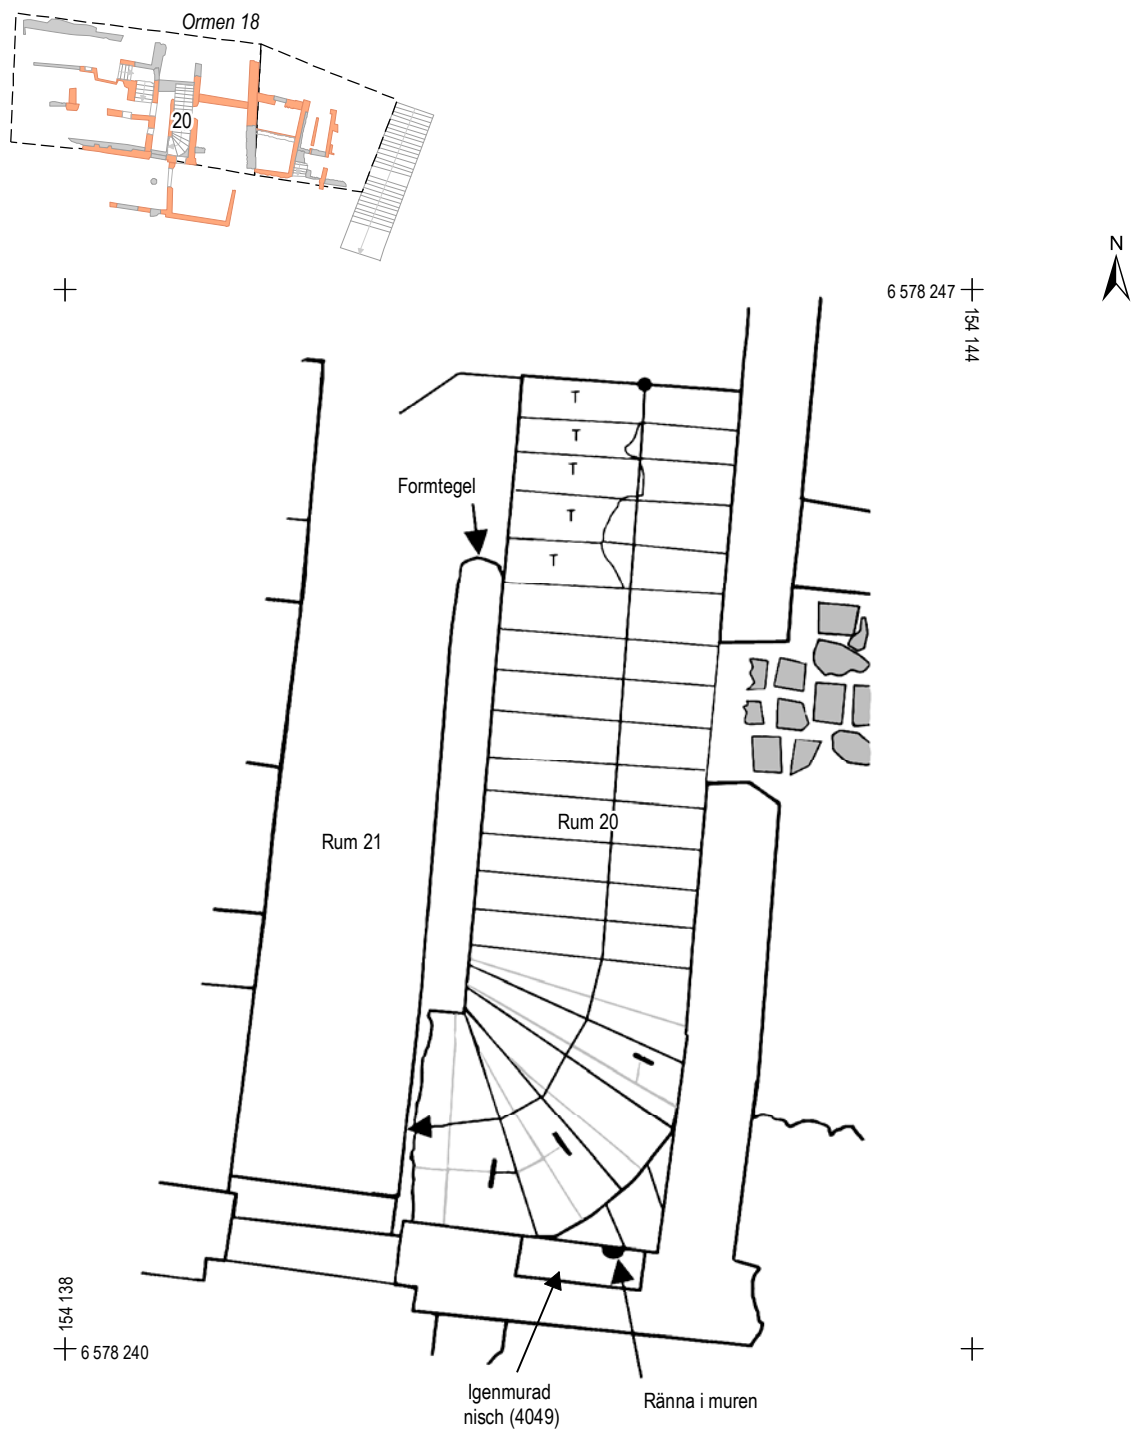 Ormen 18
20
N
6 578 247
154 144
T
T
T
T
T
Formtegel
Rum 20
Rum 21
154 138
6 578 240
Igenmurad
nisch (4049)
Ränna i muren